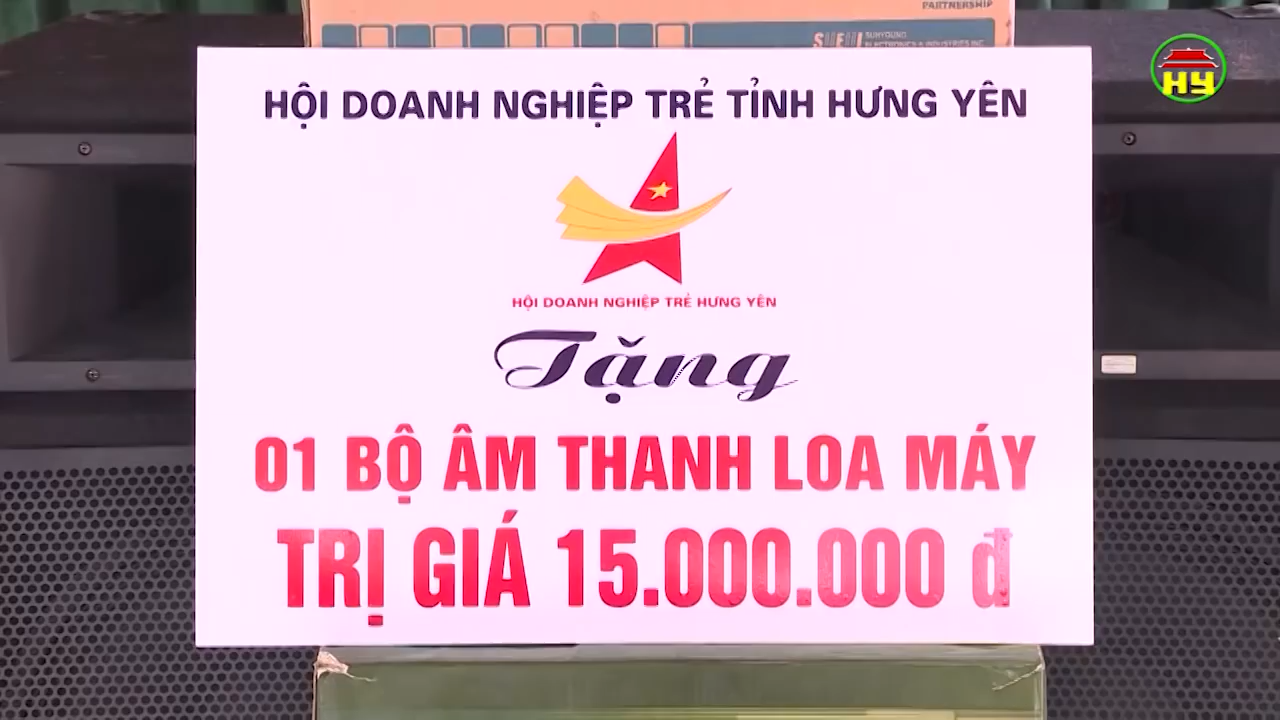 PARTNERSHIP
HY
HỘI DOANH NGHIỆP TRẺ TỈNH HƯNG YÊN
HỘI DOANH NGHIỆP TRẺ HƯNG YÊN
Tặng
01 BỘ ÂM THANH LOA MÁY
TRỊ GIÁ 15.000.000 đ